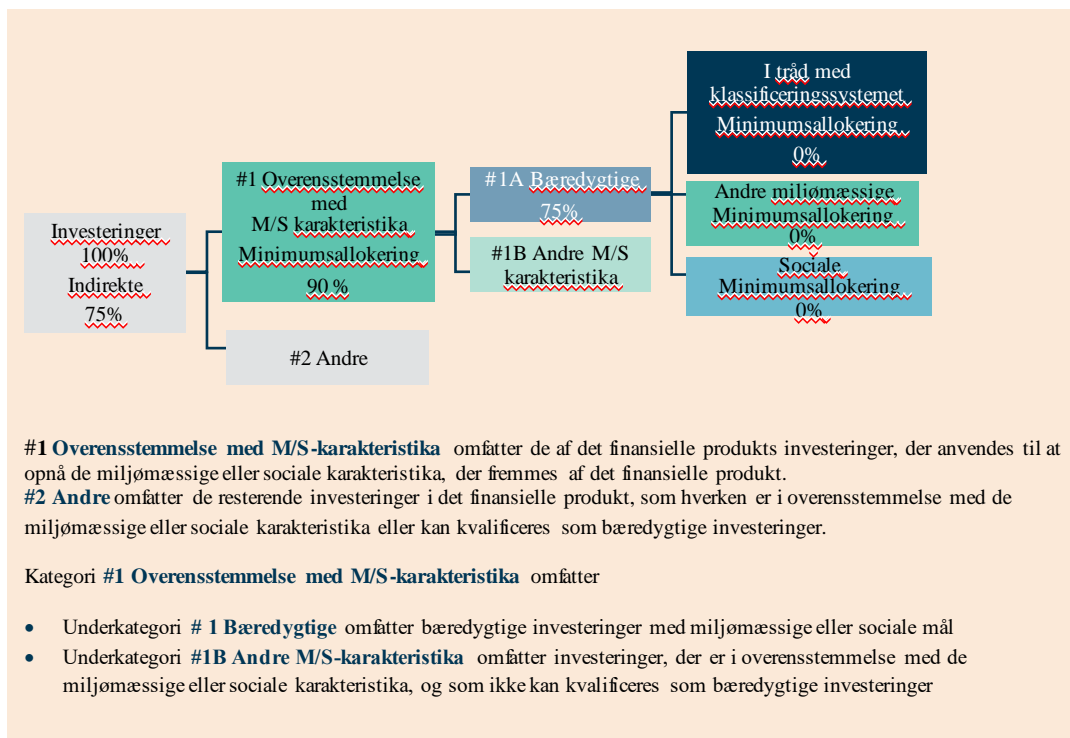 Investeringer
100%
Indirekte
75%
#1 Overensstemmelse
med
M/S karakteristika
Minimumsallokering
90 %
#2 Andre
#1A Bæredygtige
75%
#1B Andre M/S
karakteristika
I tråd med
klassificeringssystemet
Minimumsallokering
0%
Andre miljømæssige
Minimumsallokering
0%
Sociale
Minimumsallokering
0%
#1 Overensstemmelse med M/S-karakteristika omfatter de af det finansielle produkts investeringer, der anvendes til at
opnå de miljømæssige eller sociale karakteristika, der fremmes af det finansielle produkt.
#2 Andre omfatter de resterende investeringer i det finansielle produkt, som hverken er i overensstemmelse med de
miljømæssige eller sociale karakteristika eller kan kvalificeres som bæredygtige investeringer.
Kategori #1 Overensstemmelse med M/S-karakteristika omfatter
• Underkategori # 1 Bæredygtige omfatter bæredygtige investeringer med miljømæssige eller sociale mål
• Underkategori #1B Andre M/S-karakteristika omfatter investeringer, der er i overensstemmelse med de
miljømæssige eller sociale karakteristika, og som ikke kan kvalificeres som bæredygtige investeringer